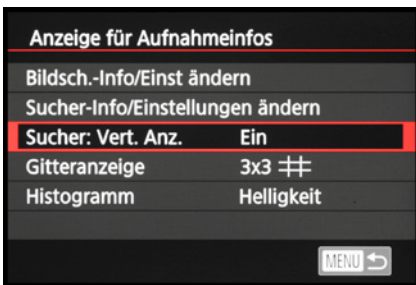 Anzeige für Aufnahmeinfos
Bildsch.-Info/Einst ändern
Sucher-Info/Einstellungen ändern
Sucher: Vert. Anz. Ein
Gitteranzeige 3x3
Histogramm Helligkeit
MENU